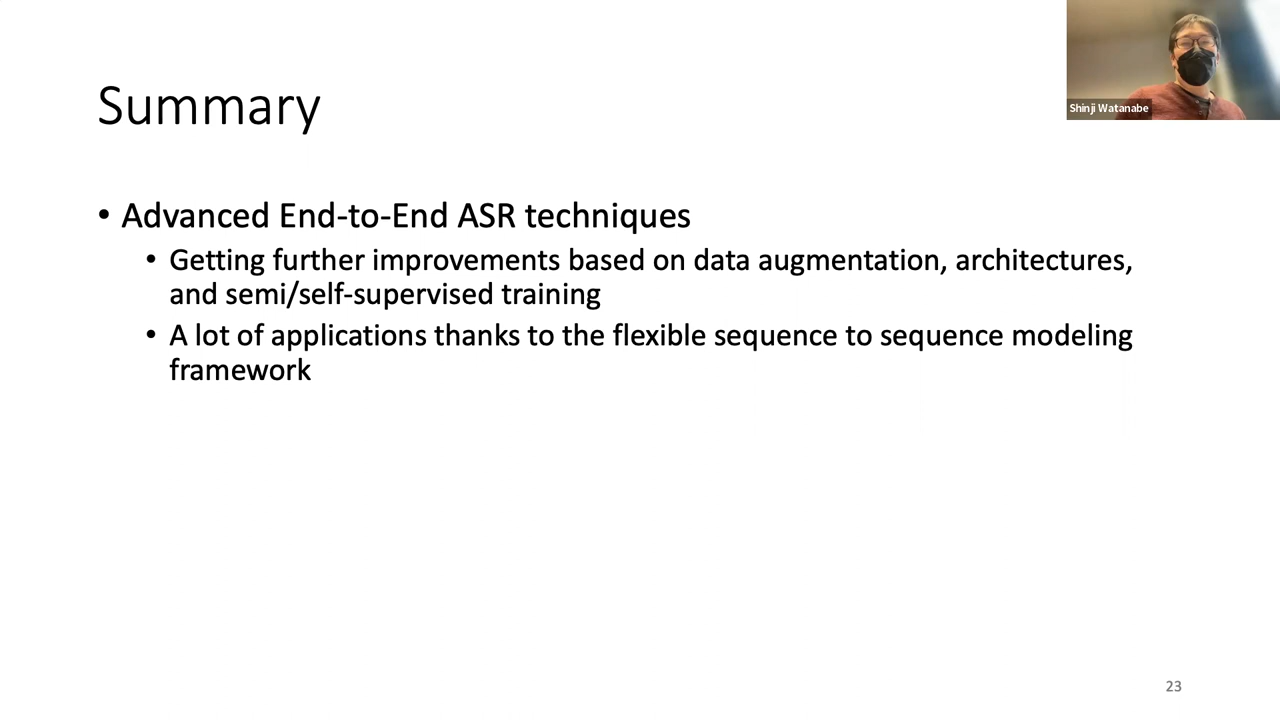 Shinji Watanabe
Summary
• Advanced End-to-End ASR techniques
• Getting further improvements based on data augmentation, architectures,
and semi/self-supervised training
• A lot of applications thanks to the flexible sequence to sequence modeling
framework
23